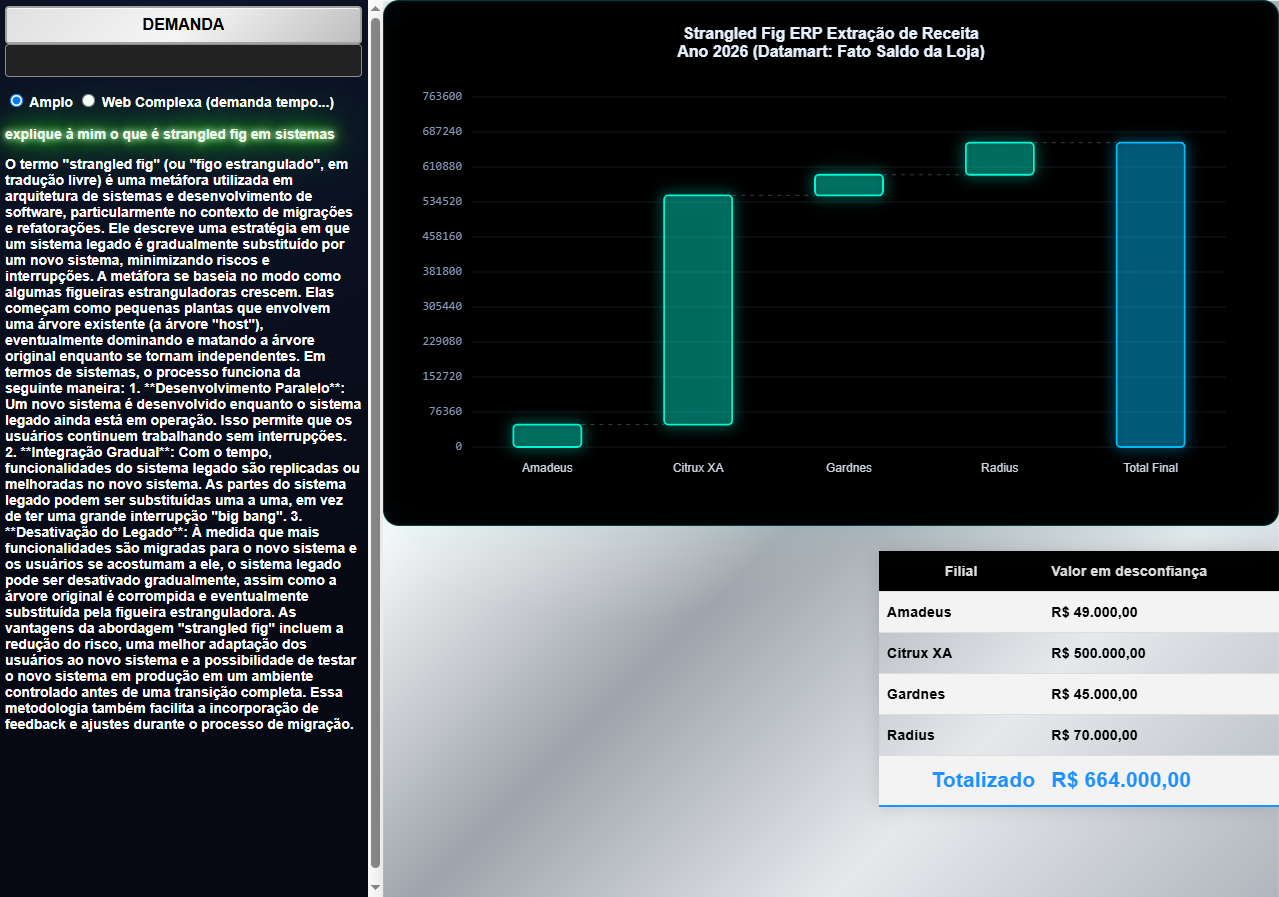 DEMANDA
Amplo Web Complexa (demanda tempo...)
explique à mim o que é strangled fig em sistemas
O termo "strangled fig" (ou "figo estrangulado", em
tradução livre) é uma metáfora utilizada em
arquitetura de sistemas e desenvolvimento de
software, particularmente no contexto de migrações
e refatorações. Ele descreve uma estratégia em que
um sistema legado é gradualmente substituído por
um novo sistema, minimizando riscos e
interrupções. A metáfora se baseia no modo como
algumas figueiras estranguladoras crescem. Elas
começam como pequenas plantas que envolvem
uma árvore existente (a árvore "host"),
eventualmente dominando e matando a árvore
original enquanto se tornam independentes. Em
termos de sistemas, o processo funciona da
seguinte maneira: 1. **Desenvolvimento Paralelo**:
Um novo sistema é desenvolvido enquanto o sistema
legado ainda está em operação. Isso permite que os
usuários continuem trabalhando sem interrupções.
2. **Integração Gradual**: Com o tempo,
funcionalidades do sistema legado são replicadas ou
melhoradas no novo sistema. As partes do sistema
legado podem ser substituídas uma a uma, em vez
de ter uma grande interrupção "big bang". 3.
**Desativação do Legado**: À medida que mais
funcionalidades são migradas para o novo sistema e
os usuários se acostumam a ele, o sistema legado
pode ser desativado gradualmente, assim como a
árvore original é corrompida e eventualmente
substituída pela figueira estranguladora. As
vantagens da abordagem "strangled fig" incluem a
redução do risco, uma melhor adaptação dos
usuários ao novo sistema e a possibilidade de testar
o novo sistema em produção em um ambiente
controlado antes de uma transição completa. Essa
metodologia também facilita a incorporação de
feedback e ajustes durante o processo de migração.
Strangled Fig ERP Extração de Receita
Ano 2026 (Datamart: Fato Saldo da Loja)
763600
687240
610880
534520
458160
381800
305440
229080
152720
76360
0
Amadeus Citrux XA Gardnes Radius Total Final
Filial Valor em desconfiança
Amadeus R$ 49.000,00
Citrux XA R$ 500.000,00
Gardnes R$ 45.000,00
Radius R$ 70.000,00
Totalizado R$ 664.000,00